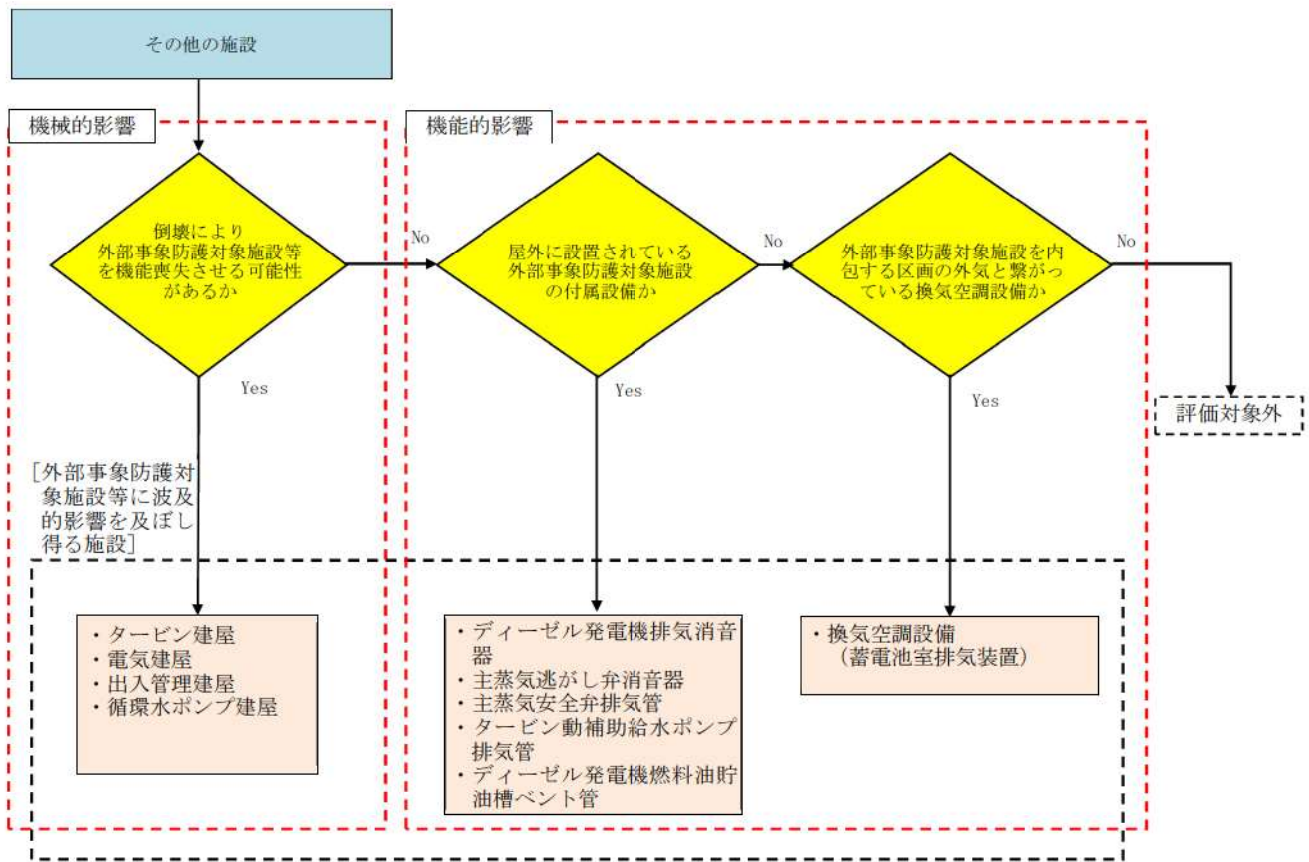 その他の施設
機械的影響
機能的影響
倒壊により
外部事象防護対象施設等
を機能喪失させる可能性
があるか
No
屋外に設置されている
外部事象防護対象施設
の付属設備か
No
外部事象防護対象施設を内
包する区画の外気と繋がっ
ている換気空調設備か
No
Yes
Yes
Yes
評価対象外
［外部事象防護対
象施設等に波及
的影響を及ぼし
得る施設］
・タービン建屋
・電気建屋
・出入管理建屋
・循環水ポンプ建屋
・ディーゼル発電機排気消音
器
・主蒸気逃がし弁消音器
・主蒸気安全弁排気管
・タービン動補助給水ポンプ
排気管
・ディーゼル発電機燃料油貯
油槽ベント管
・換気空調設備
（蓄電池室排気装置）